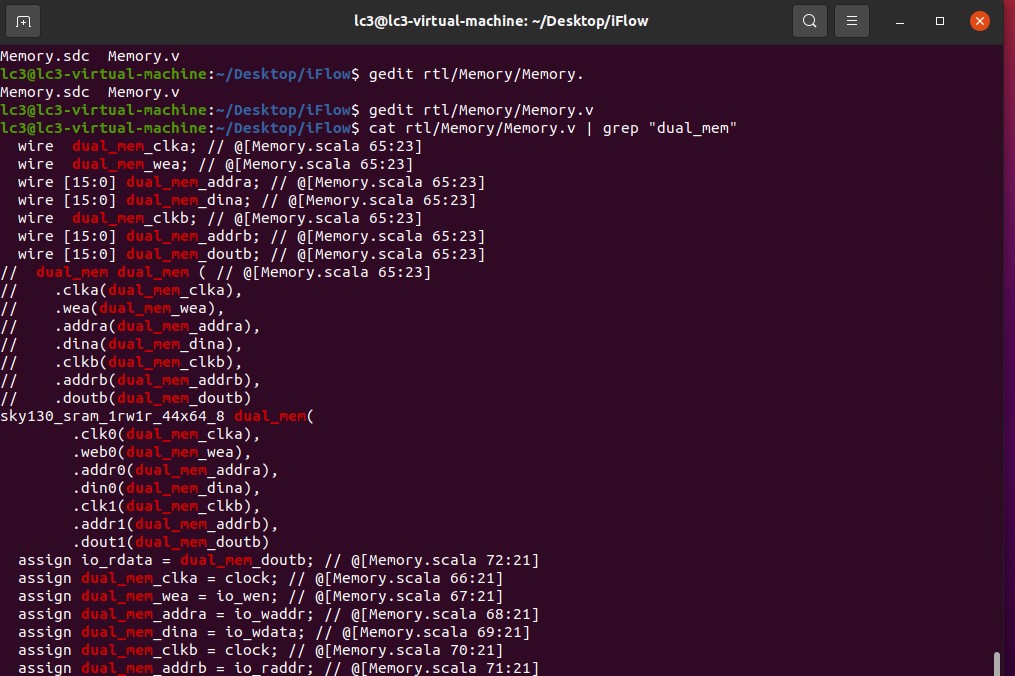 lc3@lc3-virtual-machine: ~/Desktop/iFlow
Memory.sdc  Memory.v
lc3@lc3-virtual-machine:~/Desktop/iFlow$ gedit rtl/Memory/Memory.
Memory.sdc  Memory.v
lc3@lc3-virtual-machine:~/Desktop/iFlow$ gedit rtl/Memory/Memory.v
lc3@lc3-virtual-machine:~/Desktop/iFlow$ cat rtl/Memory/Memory.v | grep "dual_mem"
  wire  dual_mem_clka; // @[Memory.scala 65:23]
  wire  dual_mem_wea; // @[Memory.scala 65:23]
  wire [15:0] dual_mem_addra; // @[Memory.scala 65:23]
  wire [15:0] dual_mem_dina; // @[Memory.scala 65:23]
  wire  dual_mem_clkb; // @[Memory.scala 65:23]
  wire [15:0] dual_mem_addrb; // @[Memory.scala 65:23]
  wire [15:0] dual_mem_doutb; // @[Memory.scala 65:23]
//  dual_mem dual_mem ( // @[Memory.scala 65:23]
//    .clka(dual_mem_clka),
//    .wea(dual_mem_wea),
//    .addra(dual_mem_addra),
//    .dina(dual_mem_dina),
//    .clkb(dual_mem_clkb),
//    .addrb(dual_mem_addrb),
//    .doutb(dual_mem_doutb)
sky130_sram_1rw1r_44x64_8 dual_mem(
        .clk0(dual_mem_clka),
        .web0(dual_mem_wea),
        .addr0(dual_mem_addra),
        .din0(dual_mem_dina),
        .clk1(dual_mem_clkb),
        .addr1(dual_mem_addrb),
        .dout1(dual_mem_doutb)
  assign io_rdata = dual_mem_doutb; // @[Memory.scala 72:21]
  assign dual_mem_clka = clock; // @[Memory.scala 66:21]
  assign dual_mem_wea = io_wen; // @[Memory.scala 67:21]
  assign dual_mem_addra = io_waddr; // @[Memory.scala 68:21]
  assign dual_mem_dina = io_wdata; // @[Memory.scala 69:21]
  assign dual_mem_clkb = clock; // @[Memory.scala 70:21]
  assign dual_mem_addrb = io_raddr; // @[Memory.scala 71:21]